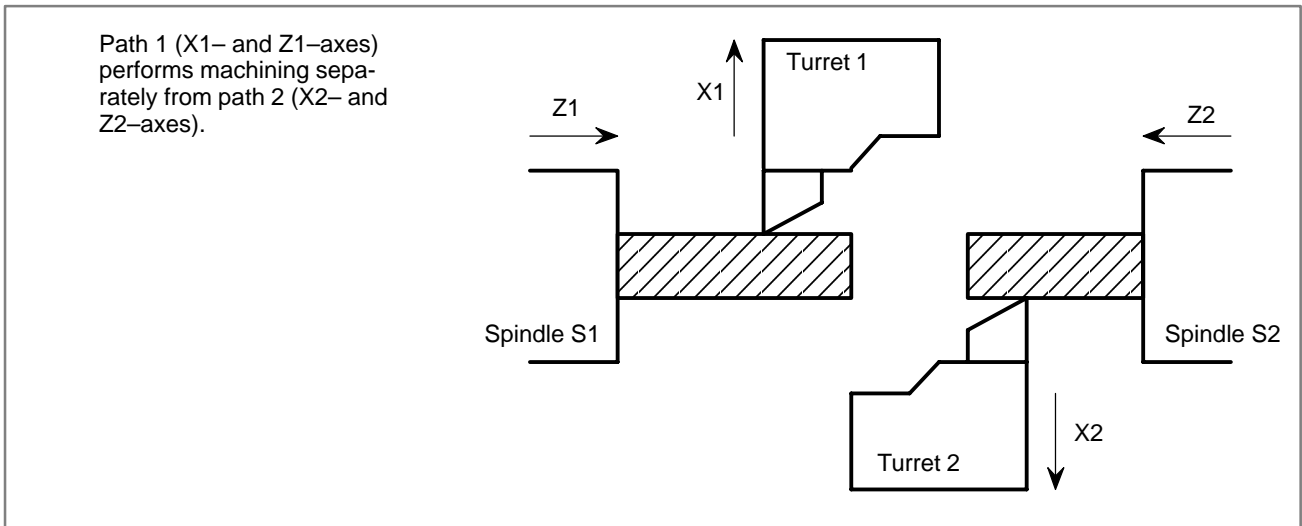 Path 1 (X1– and Z1–axes)
performs machining sepa-
rately from path 2 (X2– and
Z2–axes).
Turret 1
X1
Z1
Z2
Spindle S1
Spindle S2
X2
Turret 2